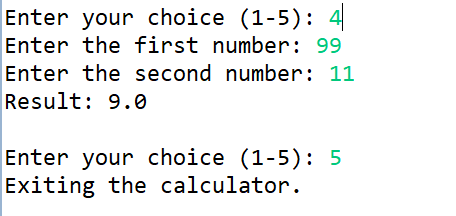 Enter your choice (1-5): 4
Enter the first number: 99
Enter the second number: 11
Result: 9.0

Enter your choice (1-5): 5
Exiting the calculator.